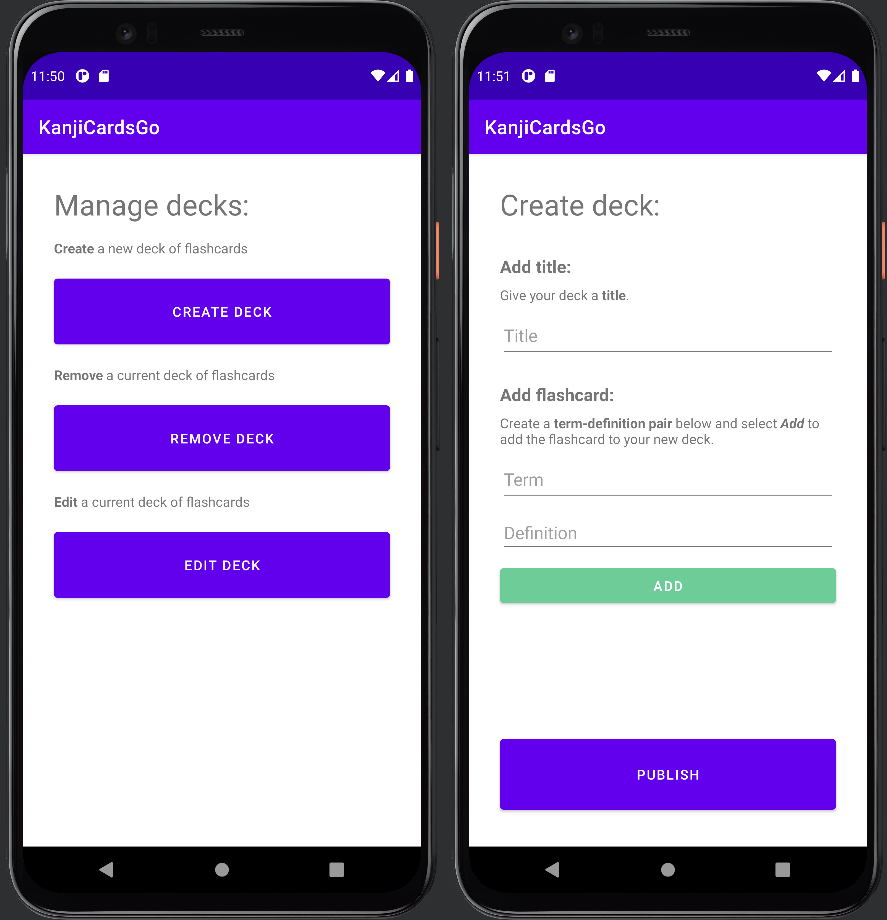 11:50
KanjiCardsGo
Manage decks:
Create a new deck of flashcards
CREATE DECK
Remove a current deck of flashcards
REMOVE DECK
Edit a current deck of flashcards
EDIT DECK
11:51
KanjiCardsGo
Create deck:
Add title:
Give your deck a title.
Title
Add flashcard:
Create a term-definition pair below and select Add to
add the flashcard to your new deck.
Term
Definition
ADD
PUBLISH